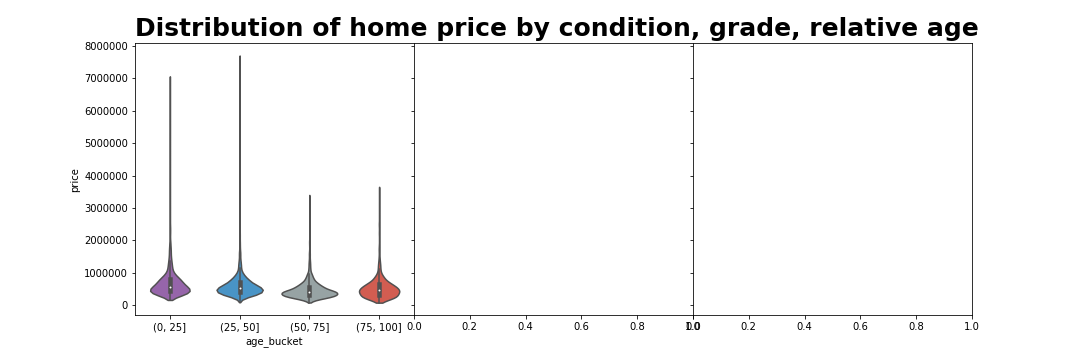 Distribution of home price by condition, grade, relative age
8000000
7000000
6000000
5000000
4000000
3000000
2000000
1000000
0
price
(0, 25] (25, 50] (50, 75] (75, 100] 0.0 0.2 0.4 0.6 0.8 1.0 0.0 0.2 0.4 0.6 0.8 1.0
age_bucket